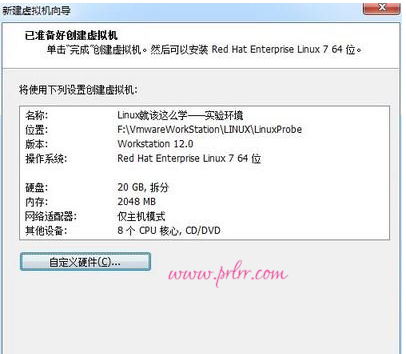 新建虚拟机向导
已准备好创建虚拟机
单击"完成"创建虚拟机。然后可以安装 Red Hat Enterprise Linux 7 64 位。
将使用下列设置创建虚拟机:
名称: Linux就该这么学——实验环境
位置: F:\VmwareWorkStation\LINUX\LinuxProbe
版本: Workstation 12.0
操作系统: Red Hat Enterprise Linux 7 64 位
硬盘: 20 GB, 拆分
内存: 2048 MB
网络适配器: 仅主机模式
其他设备: 8 个 CPU 核心, CD/DVD
自定义硬件(C)...
www.prlrr.com